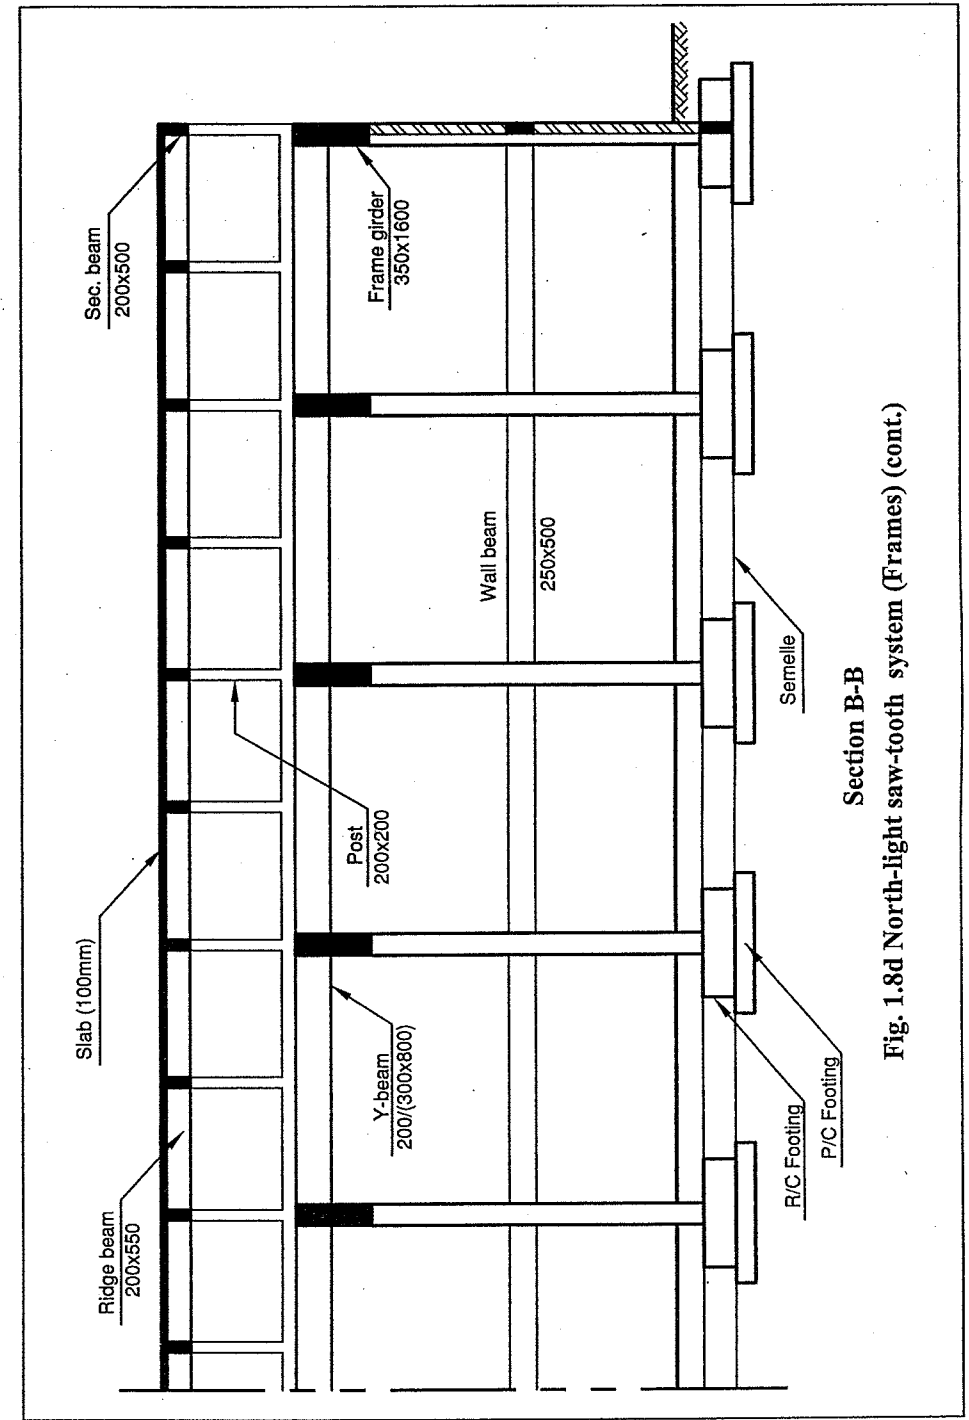 Slab (100mm)
Ridge beam
200x550
Sec. beam
200x500
Post
200x200
Y-beam
200/(300x800)
Frame girder
350x1600
Wall beam
250x500
R/C Footing
P/C Footing
Semelle
Section B-B
Fig. 1.8d North-light saw-tooth system (Frames) (cont.)